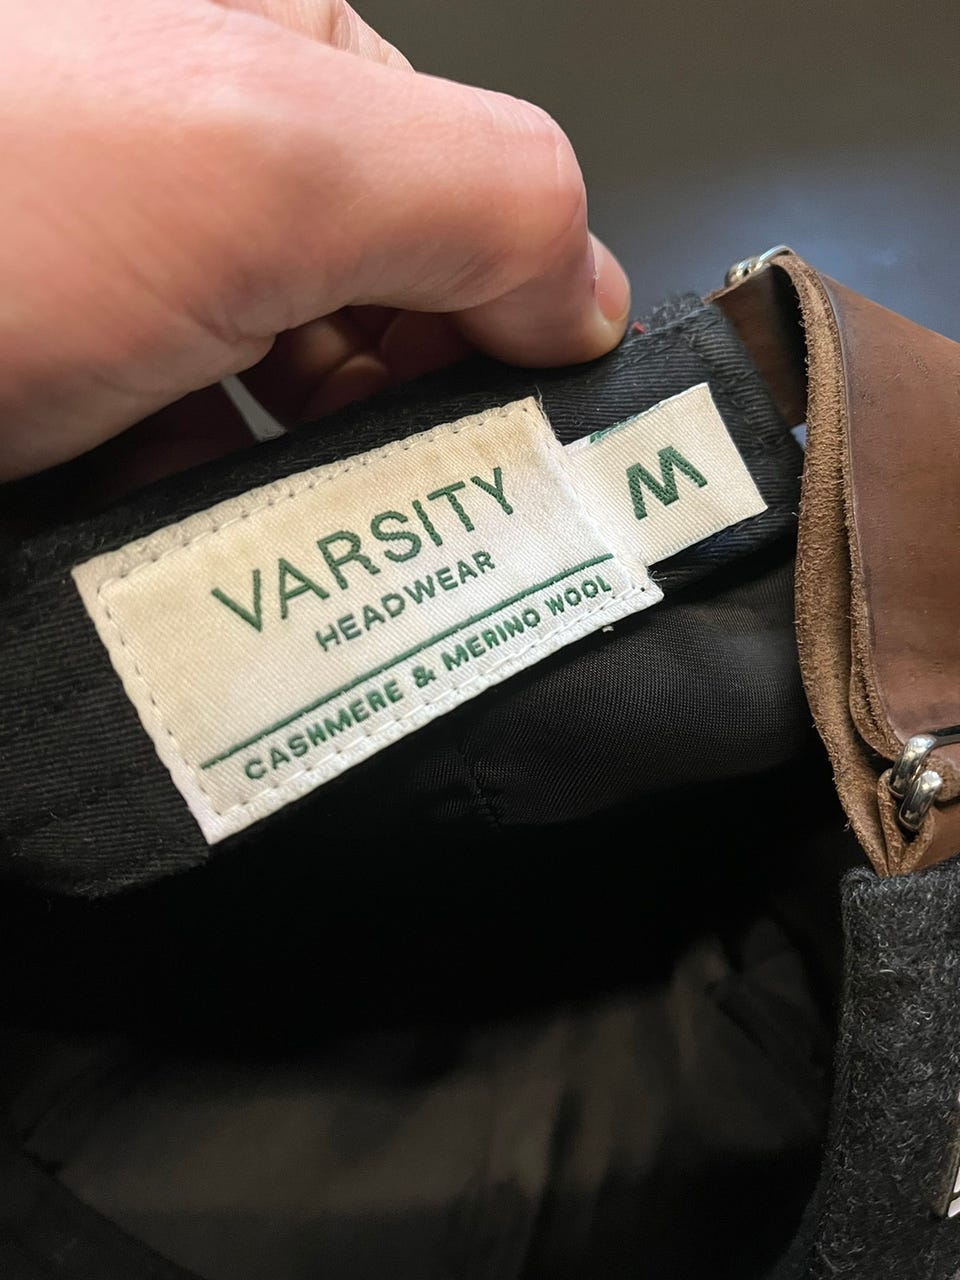 VARSITY
HEADWEAR
CASHMERE & MERINO WOOL
M